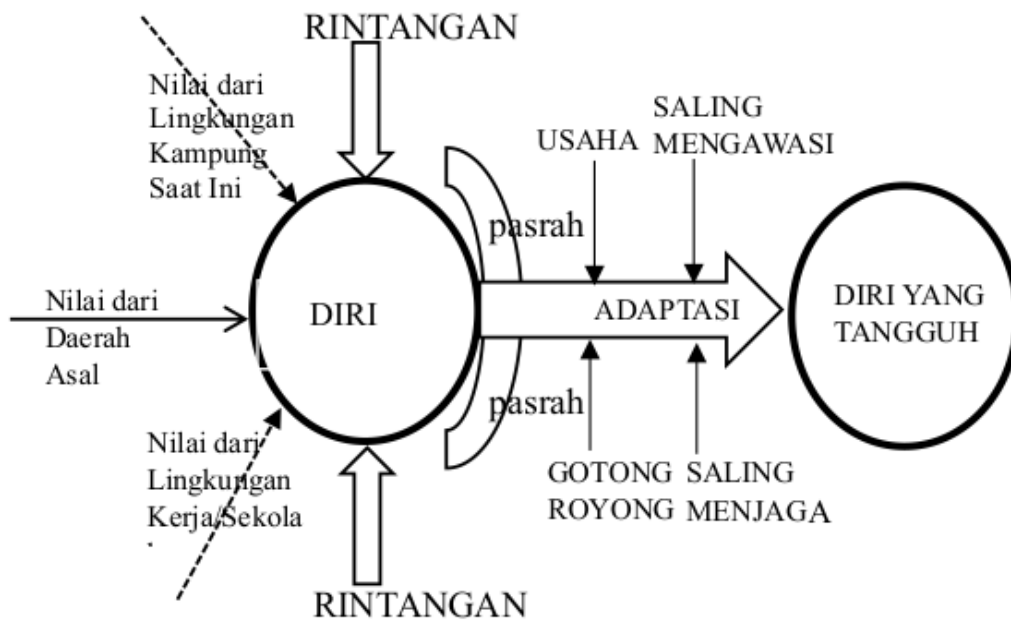 RINTANGAN
Nilai dari
Lingkungan
Kampung
Saat Ini
USAHA
SALING
MENGAWASI
pasrah
Nilai dari
Daerah
Asal
DIRI
ADAPTASI
DIRI YANG
TANGGUH
pasrah
Nilai dari
Lingkungan
Kerja/Sekola
.
GOTONG
ROYONG
SALING
MENJAGA
RINTANGAN